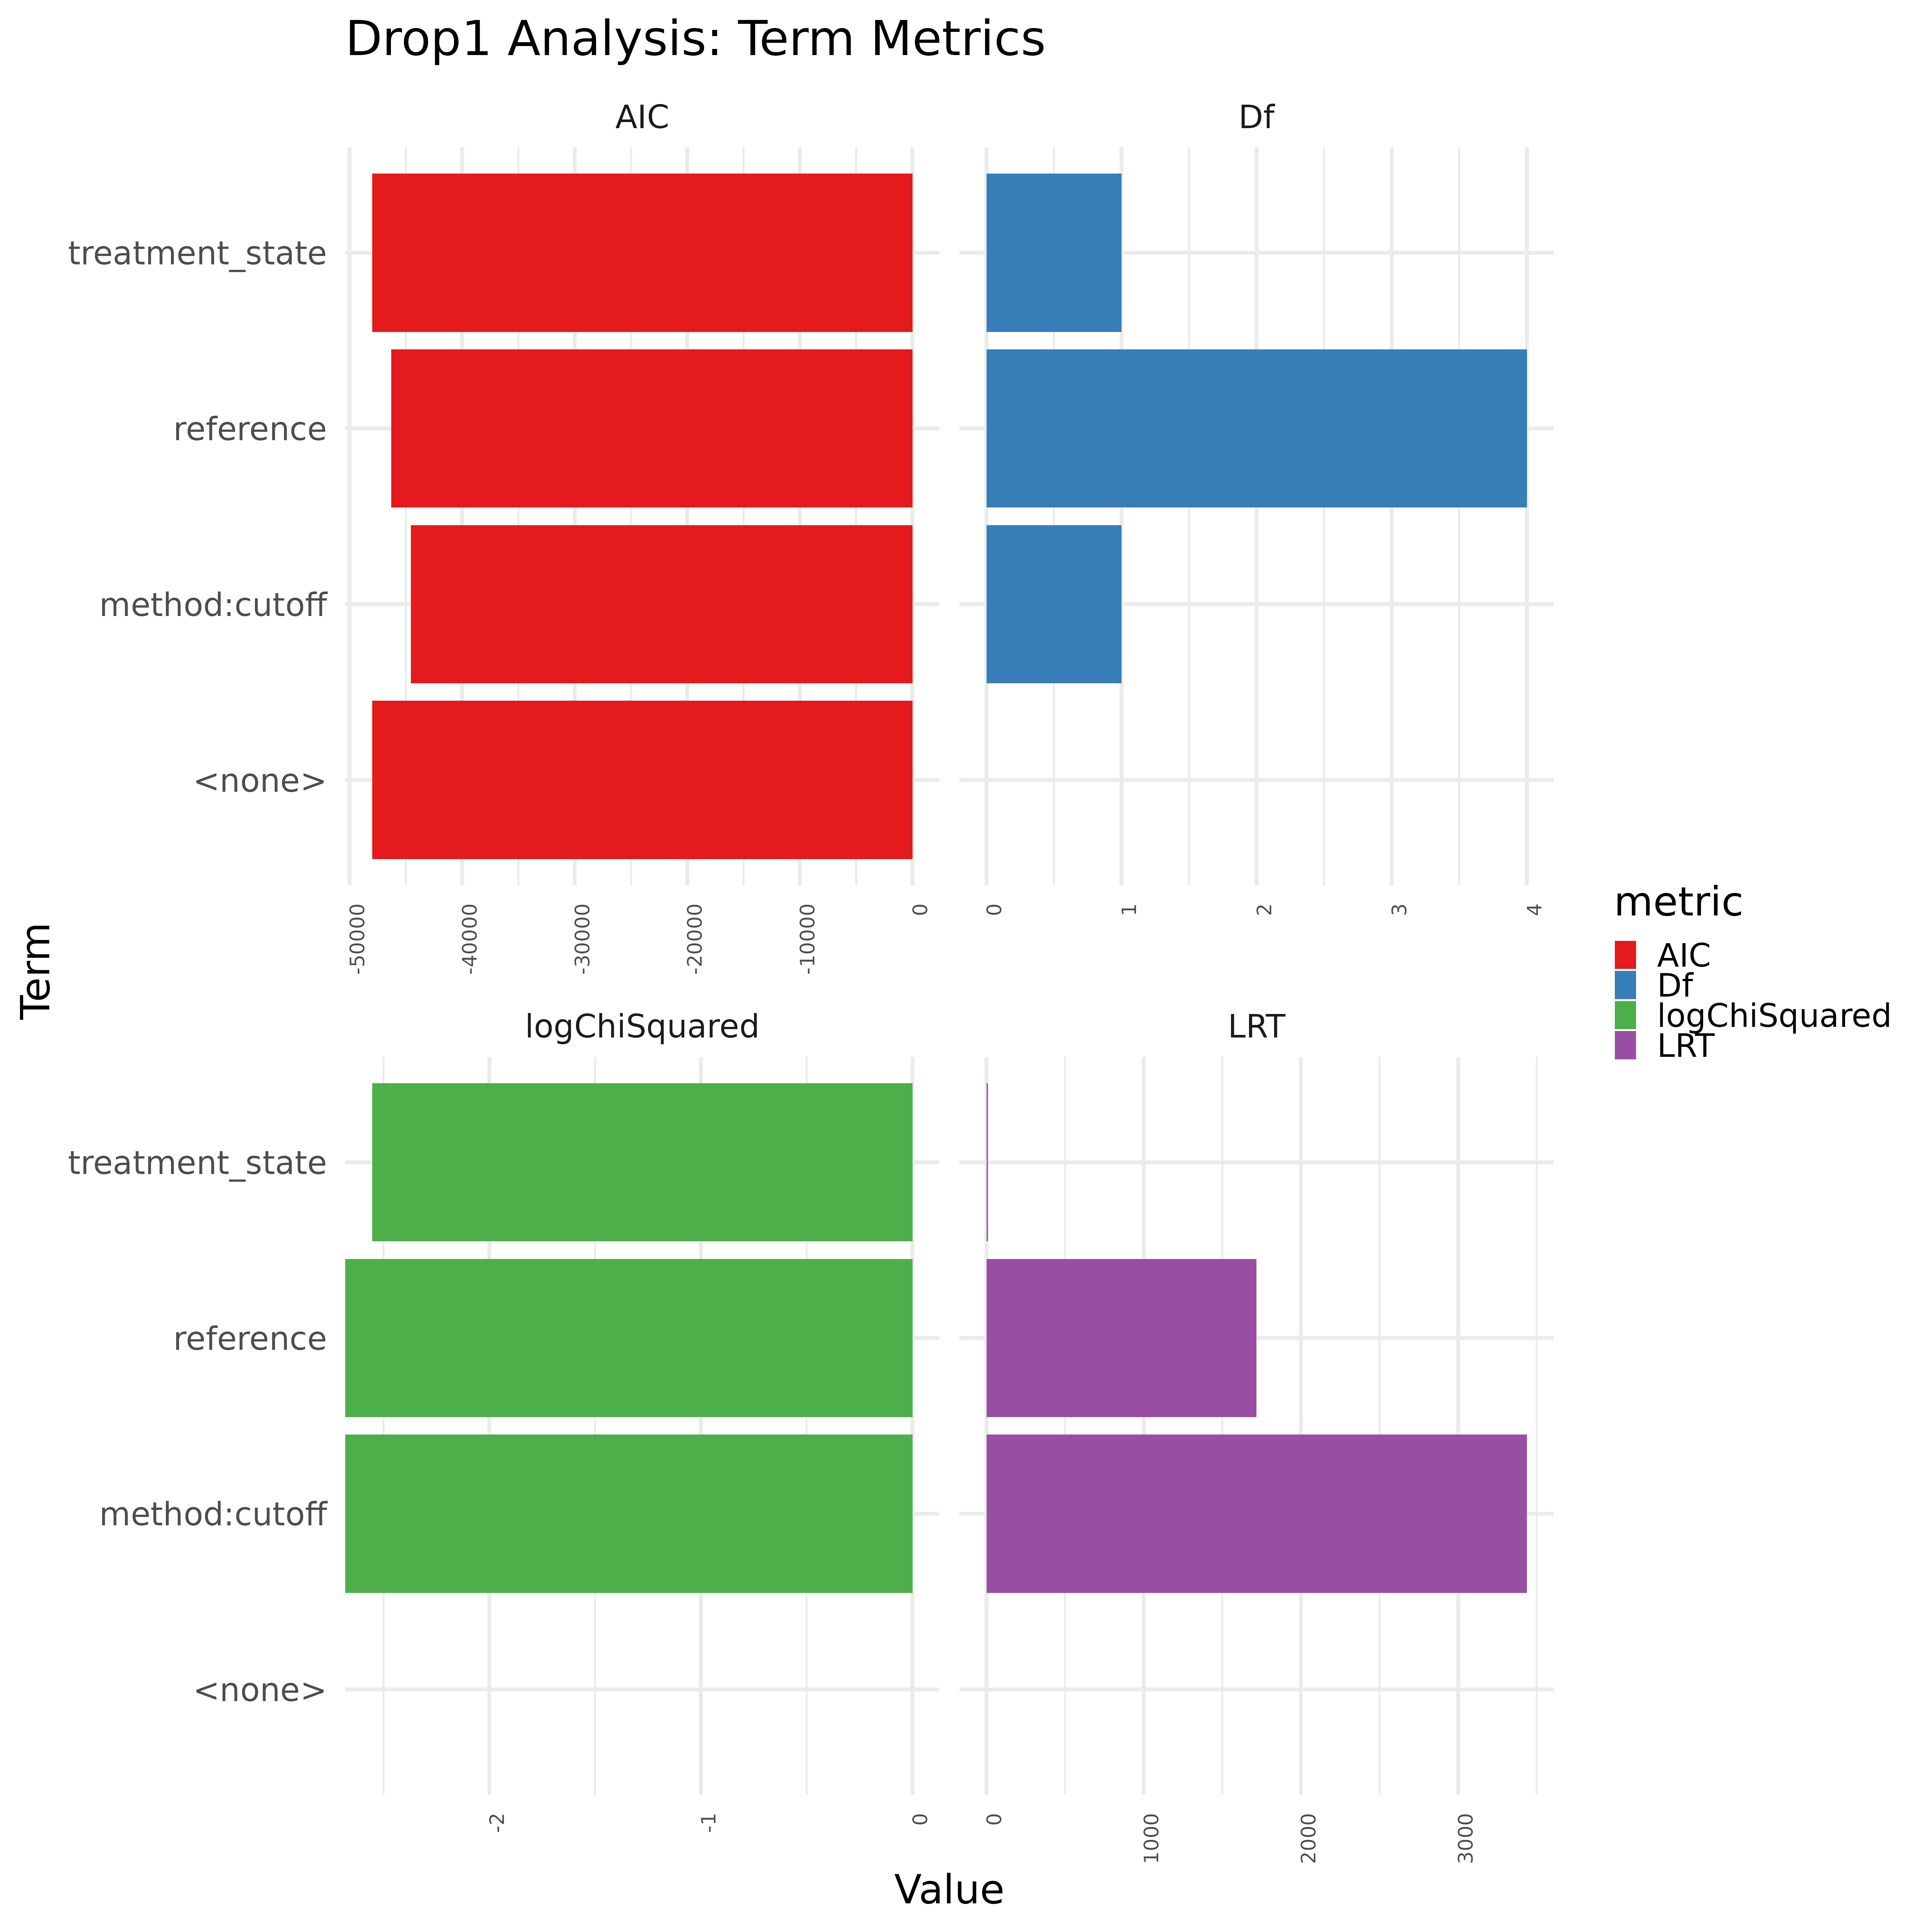 Drop1 Analysis: Term Metrics
AIC
Df
treatment_state
reference
method:cutoff
<none>
-50000
-40000
-30000
-20000
-10000
0
0
1
2
3
4
logChiSquared
LRT
treatment_state
reference
method:cutoff
<none>
-2
-1
0
0
1000
2000
3000
Term
Value
metric
AIC
Df
logChiSquared
LRT